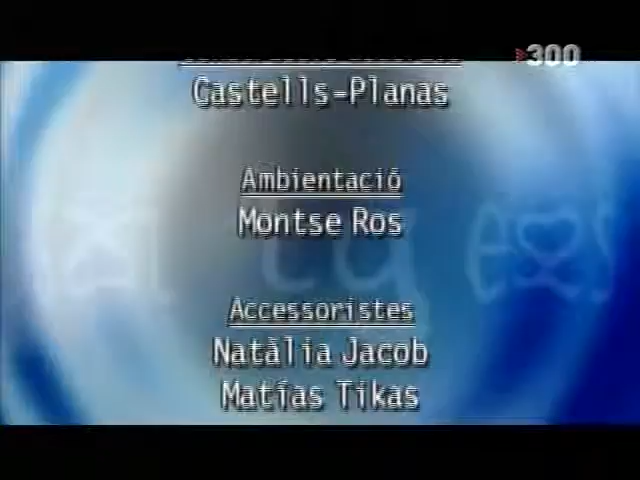 300
Castells-Planas
Ambientació
Montse Ros
Accessoristes
Natàlia Jacob
Matías Tikas